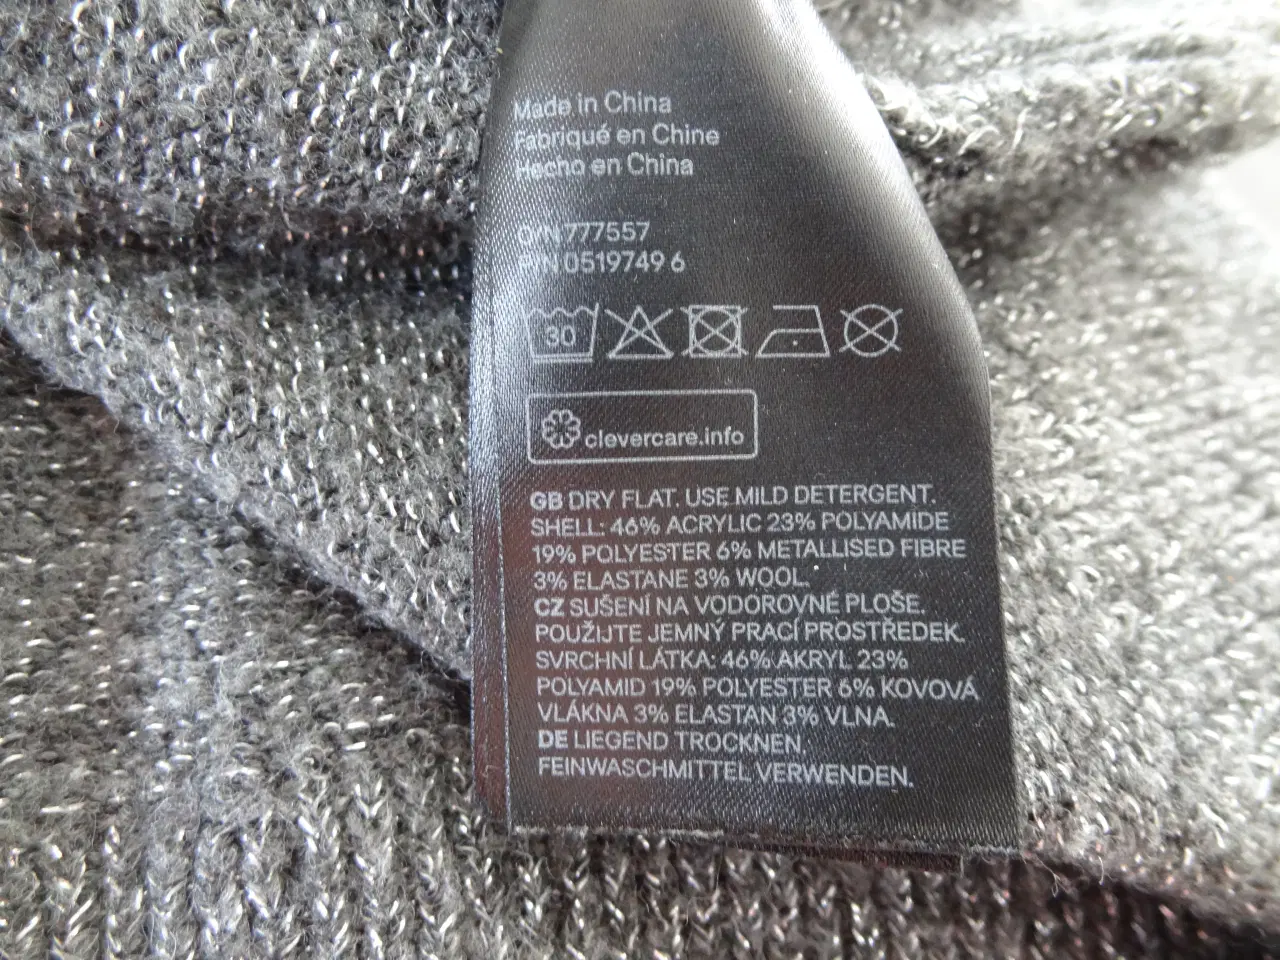 Made in China
Fabriqué en Chine
Hecho en China
O/N 777557
P/N 0519749 6
30
clevercare.info
GB DRY FLAT. USE MILD DETERGENT.
SHELL: 46% ACRYLIC 23% POLYAMIDE
19% POLYESTER 6% METALLISED FIBRE
3% ELASTANE 3% WOOL.
CZ SUŠENÍ NA VODOROVNÉ PLOŠE.
POUŽIJTE JEMNÝ PRACÍ PROSTŘEDEK.
SVRCHNÍ LÁTKA: 46% AKRYL 23%
POLYAMID 19% POLYESTER 6% KOVOVÁ
VLÁKNA 3% ELASTAN 3% VLNA.
DE LIEGEND TROCKNEN.
FEINWASCHMITTEL VERWENDEN.